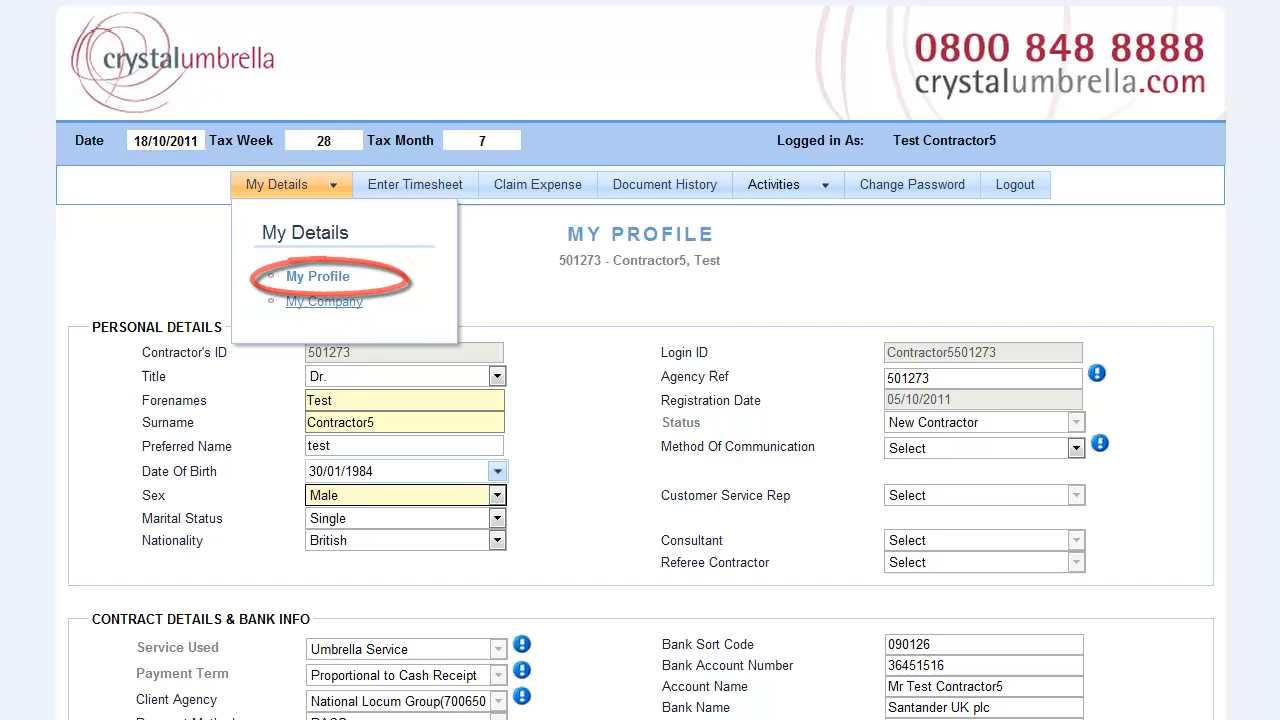 crystalumbrella
0800 848 8888
crystalumbrella.com
Date 18/10/2011 Tax Week 28 Tax Month 7 Logged in As: Test Contractor5
My Details Enter Timesheet Claim Expense Document History Activities Change Password Logout
My Details
My Profile
My Company
MY PROFILE
501273 - Contractor5, Test
PERSONAL DETAILS
Contractor's ID 501273 Login ID Contractor5501273
Title Dr. Agency Ref 501273
Forenames Test Registration Date 05/10/2011
Surname Contractor5 Status New Contractor
Preferred Name test Method Of Communication Select
Date Of Birth 30/01/1984
Sex Male Customer Service Rep Select
Marital Status Single
Nationality British Consultant Select
Referee Contractor Select
CONTRACT DETAILS & BANK INFO
Service Used Umbrella Service Bank Sort Code 090126
Payment Term Proportional to Cash Receipt Bank Account Number 36451516
Client Agency National Locum Group(700650 Account Name Mr Test Contractor5
Bank Name Santander UK plc